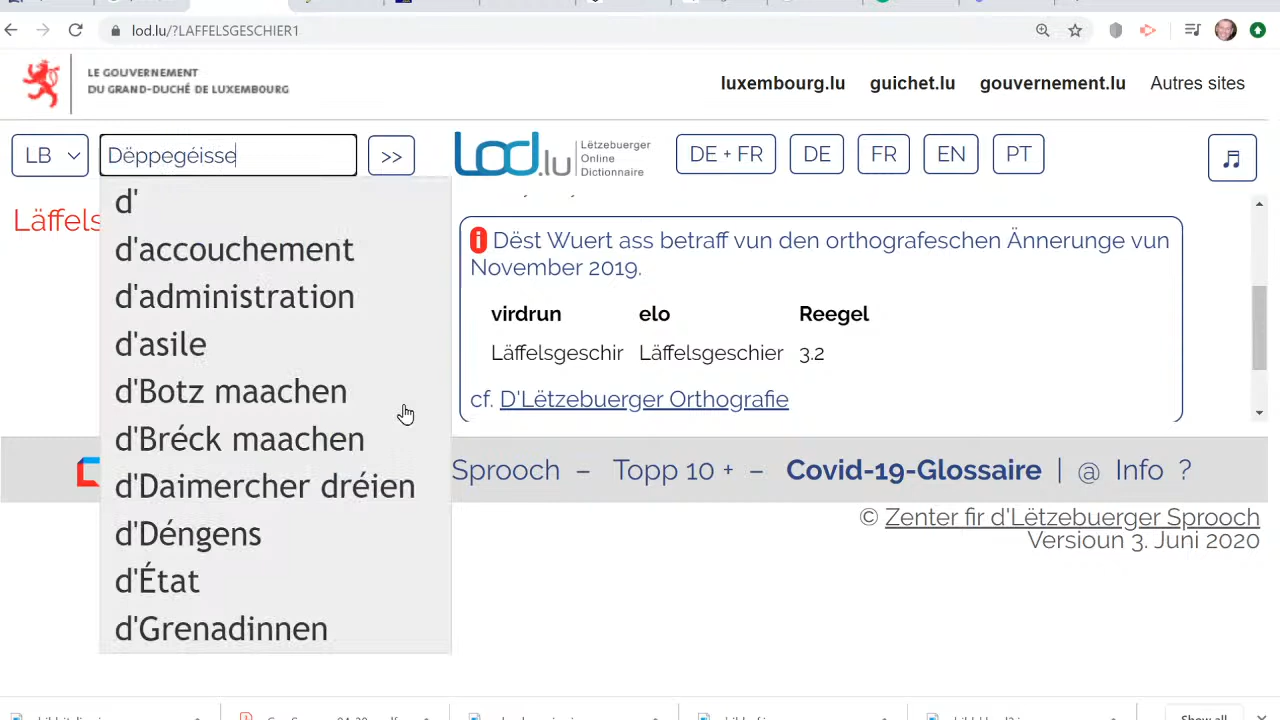 lod.lu/?LAFFELSGESCHIER1
LE GOUVERNEMENT
DU GRAND-DUCHÉ DE LUXEMBOURG
luxembourg.lu guichet.lu gouvernement.lu Autres sites
LB Dëppegéisse >>
Lod.lu
Lëtzebuerger
Online
Dictionnaire
DE + FR DE FR EN PT
Läffels
d'
d'accouchement
d'administration
d'asile
d'Botz maachen
d'Bréck maachen
d'Daimercher dréien
d'Déngens
d'État
d'Grenadinnen
i Dëst Wuert ass betraff vun den orthografeschen Ännerunge vun
November 2019.
virdrun elo Reegel
Läffelsgeschir Läffelsgeschier 3.2
cf. D'Lëtzebuerger Orthografie
Sprooch – Topp 10 + – Covid-19-Glossaire | @ Info ?
© Zenter fir d'Lëtzebuerger Sprooch
Versioun 3. Juni 2020
Show all